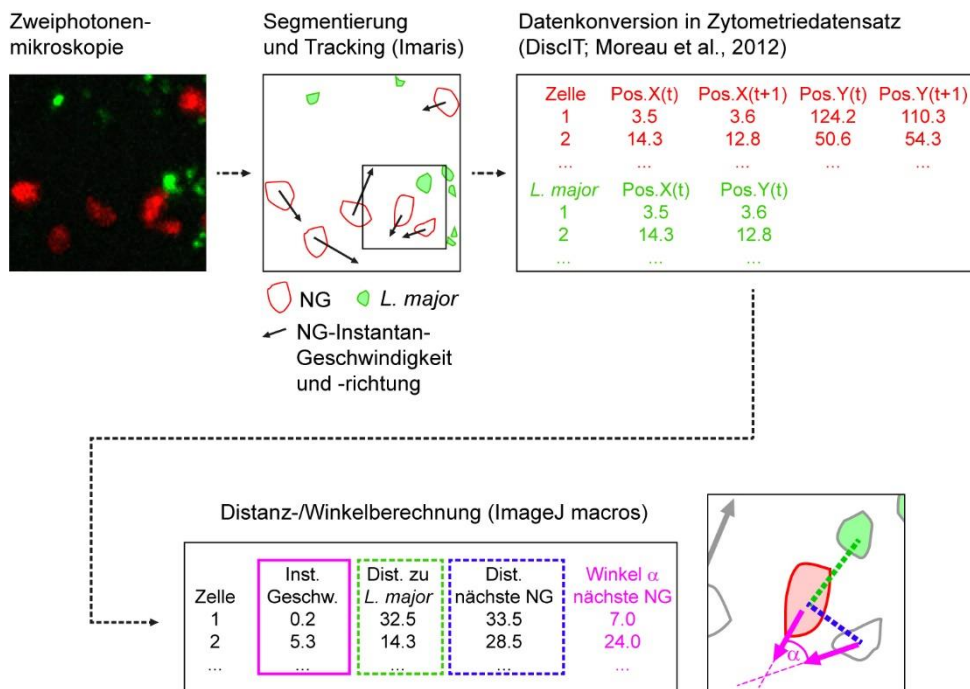 Zweiphotonen-
mikroskopie
Segmentierung
und Tracking (Imaris)
Datenkonversion in Zytometriedatensatz
(DiscIT; Moreau et al., 2012)
Zelle Pos.X(t) Pos.X(t+1) Pos.Y(t) Pos.Y(t+1)
1 3.5 3.6 124.2 110.3
2 14.3 12.8 50.6 54.3
... ... ... ... ...
L. major Pos.X(t) Pos.Y(t)
1 3.5 3.6
2 14.3 12.8
... ... ...
NG L. major
NG-Instantan-
Geschwindigkeit
und -richtung
Distanz-/Winkelberechnung (ImageJ macros)
Inst. Dist. zu Dist. Winkel α
Zelle Geschw. L. major nächste NG nächste NG
1 0.2 32.5 33.5 7.0
2 5.3 14.3 28.5 24.0
... ... ... ... ...
α